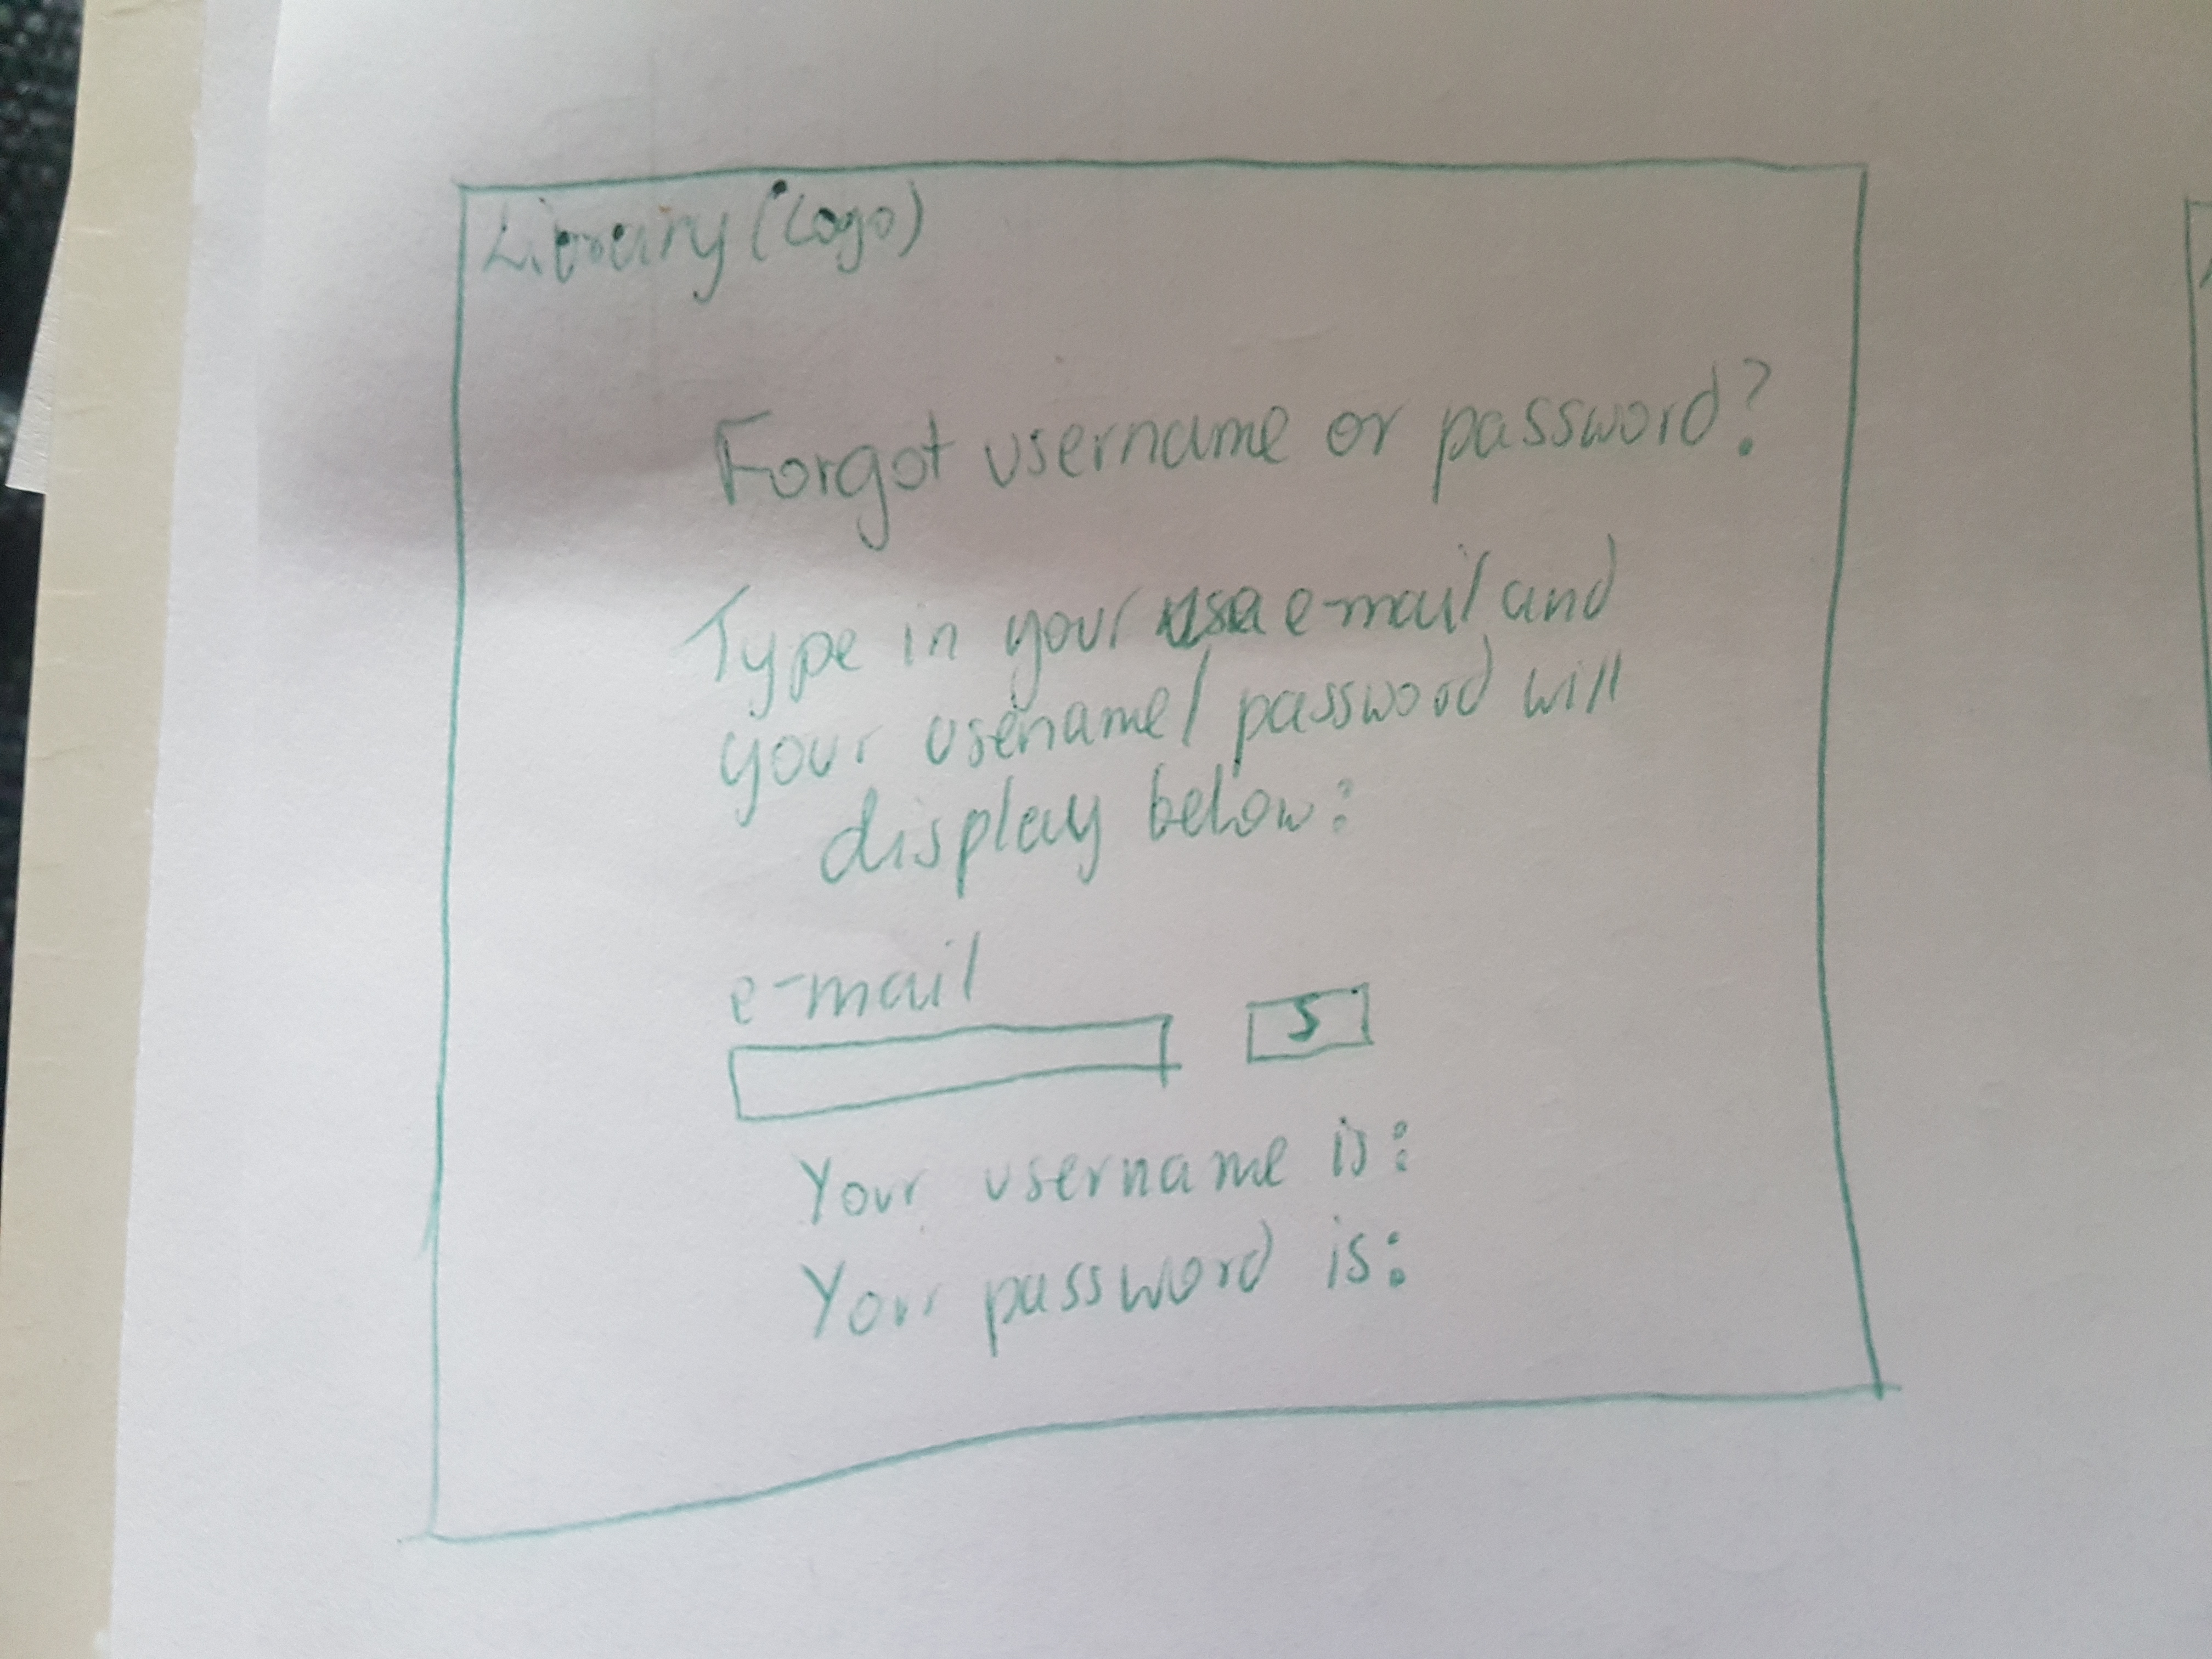 Library (logo)
Forgot username or password?
Type in your e-mail and
your username/password will
display below:
e-mail
S
Your username is:
Your password is: